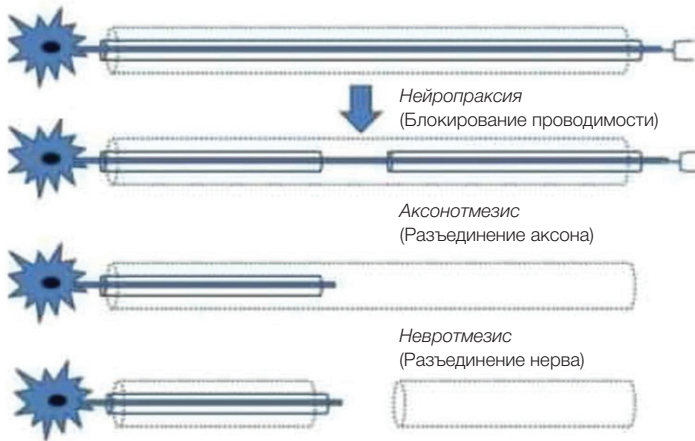 Нейропраксия
(Блокирование проводимости)
Аксонотмезис
(Разъединение аксона)
Невротмезис
(Разъединение нерва)